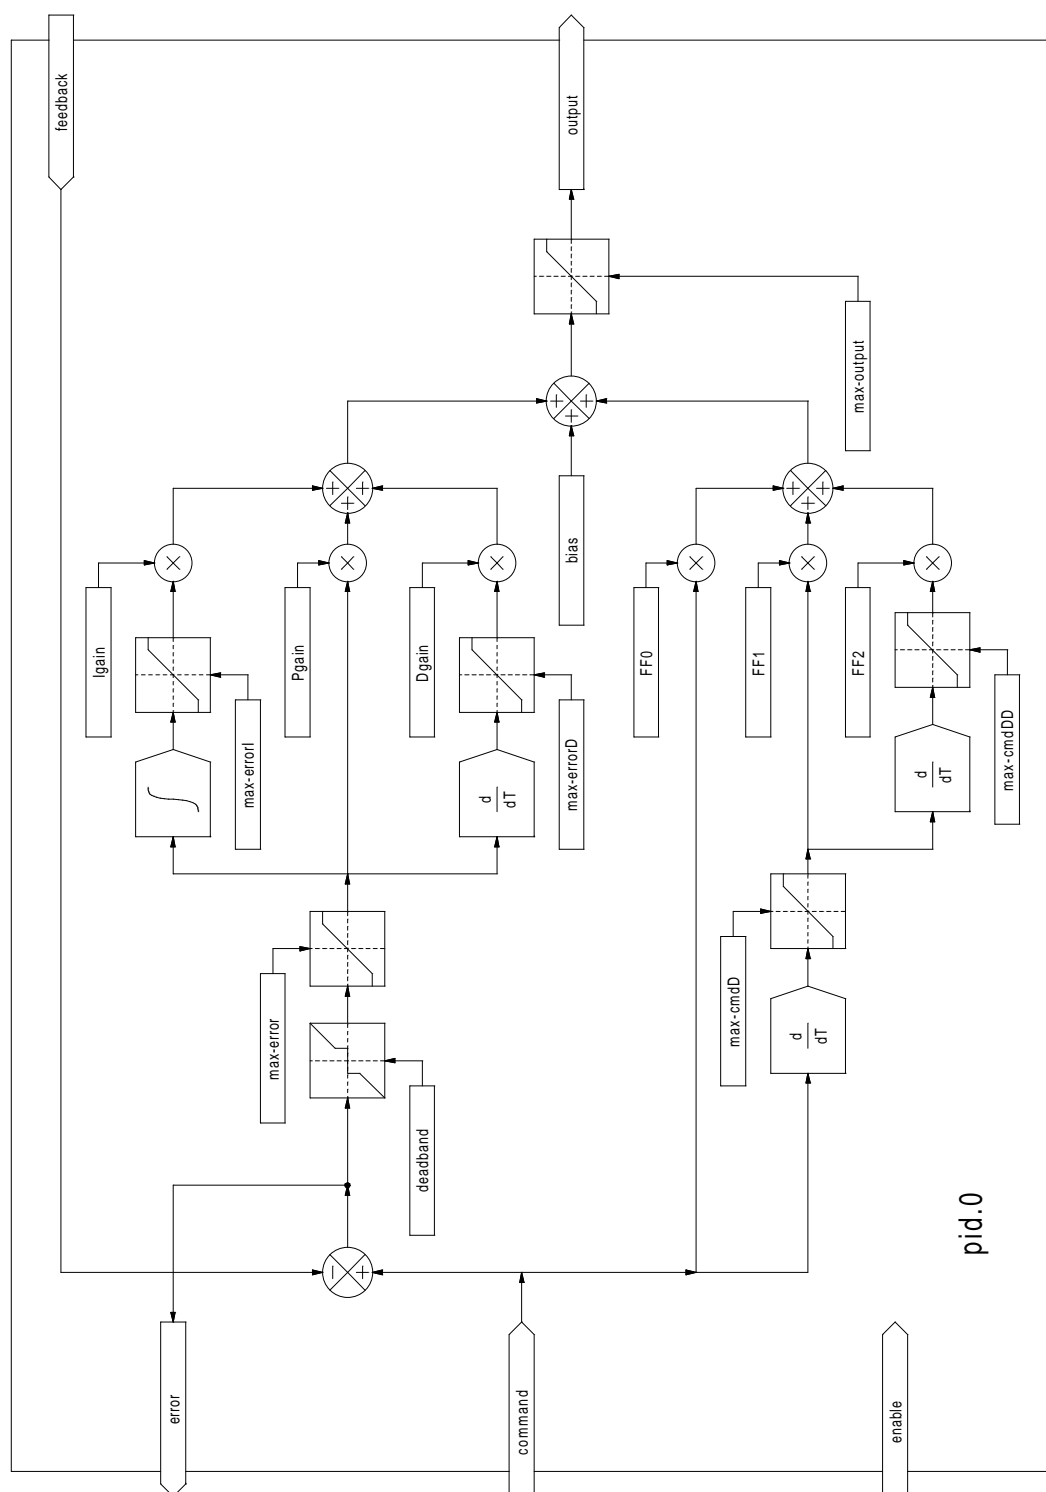 feedback
output
max-output
Igain
Pgain
Dgain
bias
FF0
FF1
FF2
max-errorI
max-errorD
max-cmdDD
d
dT
d
dT
max-error
max-cmdD
d
dT
deadband
pid.0
error
command
enable
+
+
+
+
+
+
+
+
+
×
×
×
×
×
×
∫
−
+